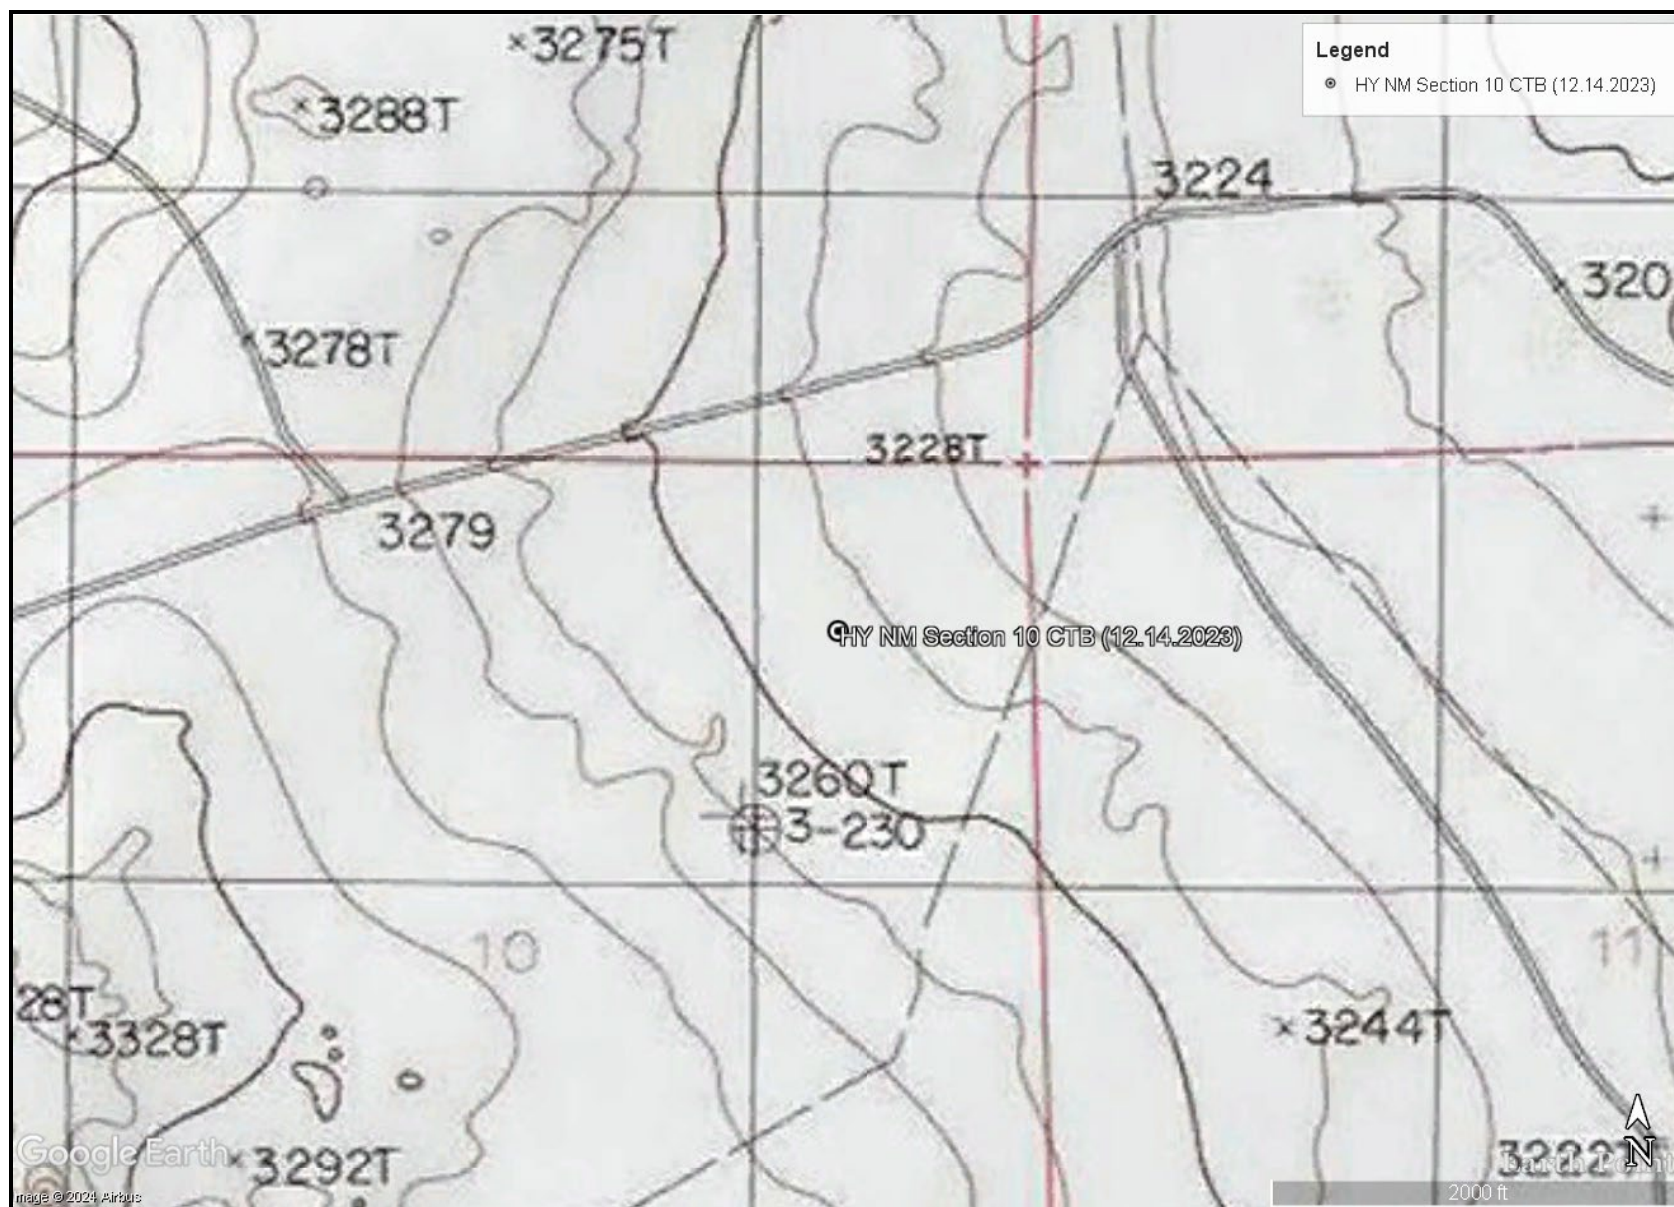 ×3275T
Legend
HY NM Section 10 CTB (12.14.2023)
×3288T
3224
320
3278T
3228T
3279
HY NM Section 10 CTB (12.14.2023)
3260T
3-230
10
11
28T
×3328T
×3244T
Google Earth
×3292T
N
Image © 2024 Airbus
2000 ft